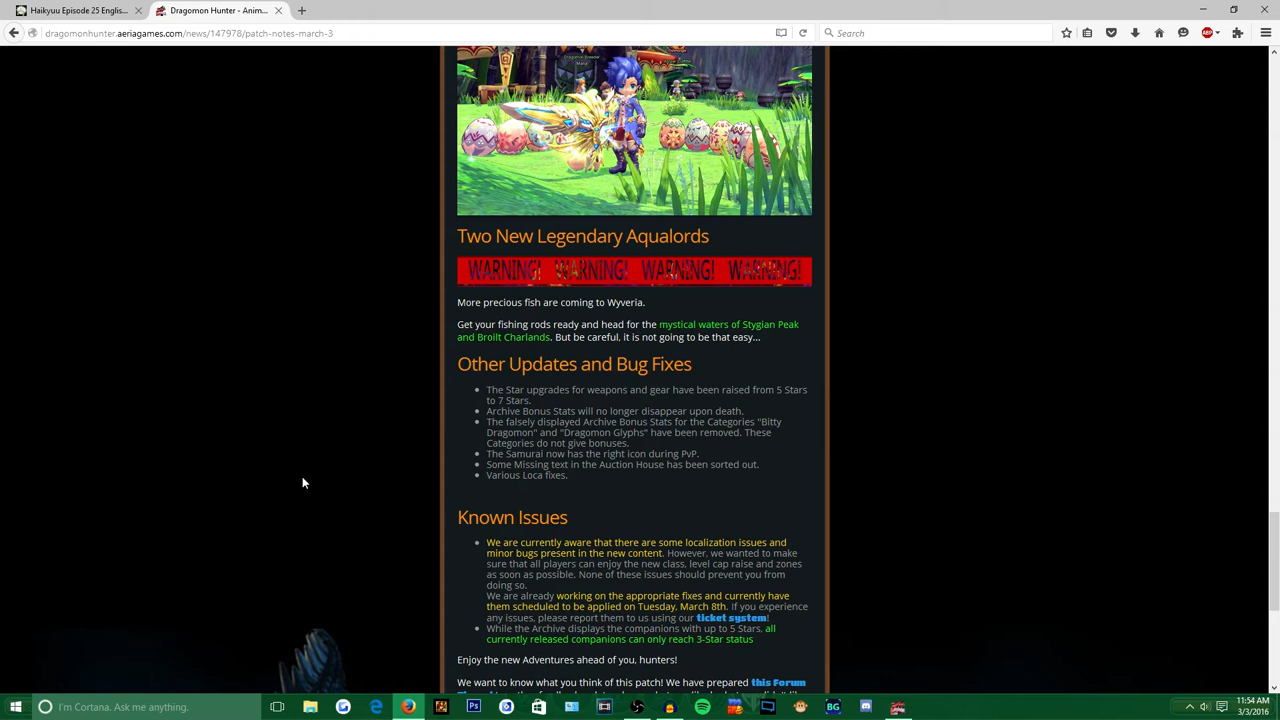 Haikyuu Episode 25 Englis...
Dragomon Hunter - Anim...
dragomonhunter.aeriagames.com/news/147978/patch-notes-march-3
Search
ABP
Two New Legendary Aqualords
WARNING! WARNING! WARNING! WARNING!
More precious fish are coming to Wyveria.
Get your fishing rods ready and head for the mystical waters of Stygian Peak
and Broilt Charlands. But be careful, it is not going to be that easy...
Other Updates and Bug Fixes
The Star upgrades for weapons and gear have been raised from 5 Stars
to 7 Stars.
Archive Bonus Stats will no longer disappear upon death.
The falsely displayed Archive Bonus Stats for the Categories "Bitty
Dragomon" and "Dragomon Glyphs" have been removed. These
Categories do not give bonuses.
The Samurai now has the right icon during PvP.
Some Missing text in the Auction House has been sorted out.
Various Loca fixes.
Known Issues
We are currently aware that there are some localization issues and
minor bugs present in the new content. However, we wanted to make
sure that all players can enjoy the new class, level cap raise and zones
as soon as possible. None of these issues should prevent you from
doing so.
We are already working on the appropriate fixes and currently have
them scheduled to be applied on Tuesday, March 8th. If you experience
any issues, please report them to us using our ticket system!
While the Archive displays the companions with up to 5 Stars, all
currently released companions can only reach 3-Star status
Enjoy the new Adventures ahead of you, hunters!
We want to know what you think of this patch! We have prepared this Forum
I'm Cortana. Ask me anything.
Ps
BG
11:54 AM
3/3/2016